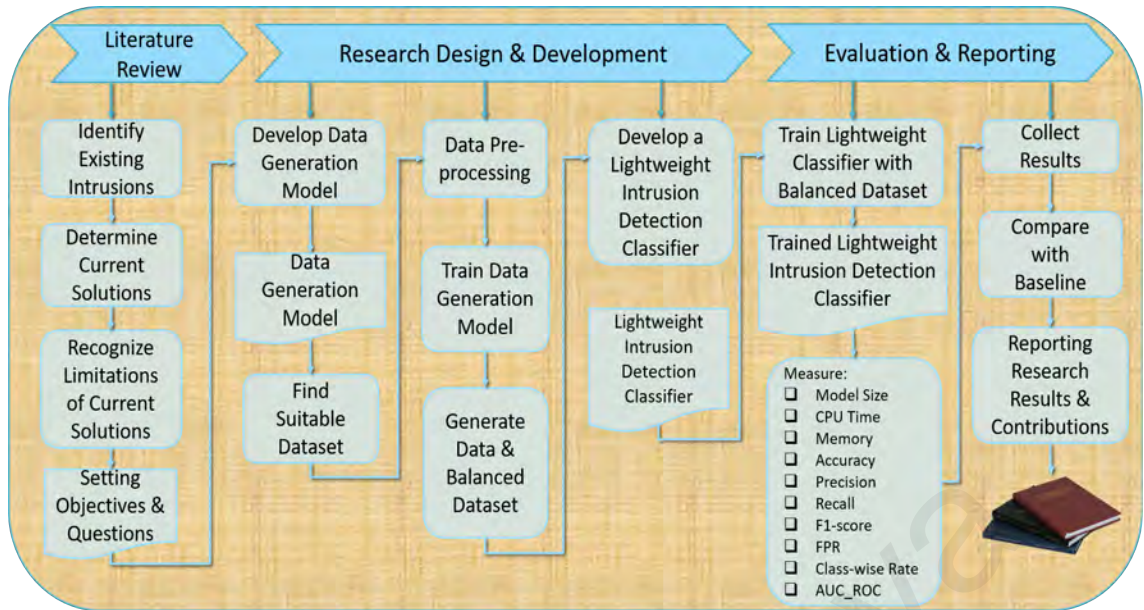 Literature
Review
Research Design & Development
Evaluation & Reporting
Identify
Existing
Intrusions
Determine
Current
Solutions
Recognize
Limitations
of Current
Solutions
Setting
Objectives &
Questions
Develop Data
Generation
Model
Data
Generation
Model
Find
Suitable
Dataset
Data Pre-
processing
Train Data
Generation
Model
Generate
Data &
Balanced
Dataset
Develop a
Lightweight
Intrusion
Detection
Classifier
Lightweight
Intrusion
Detection
Classifier
Train Lightweight
Classifier with
Balanced Dataset
Trained Lightweight
Intrusion Detection
Classifier
Measure:
❑ Model Size
❑ CPU Time
❑ Memory
❑ Accuracy
❑ Precision
❑ Recall
❑ F1-score
❑ FPR
❑ Class-wise Rate
❑ AUC_ROC
Collect
Results
Compare
with
Baseline
Reporting
Research
Results &
Contributions